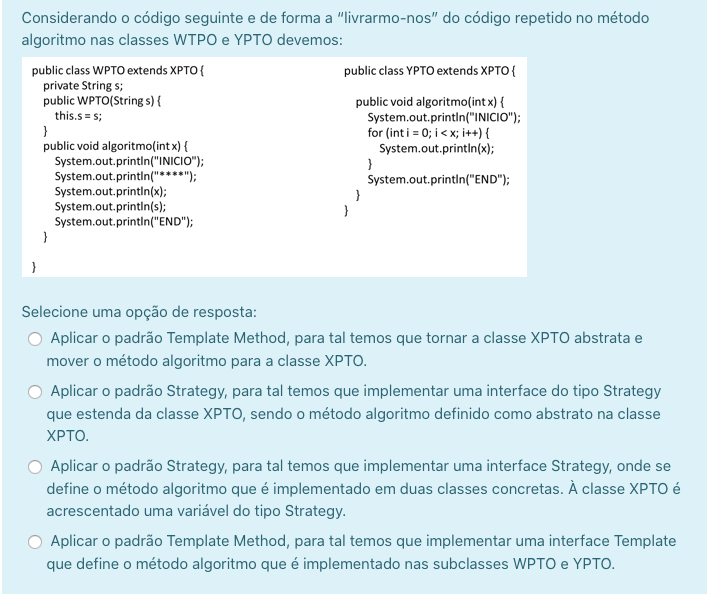 Considerando o código seguinte e de forma a “livrarmo-nos” do código repetido no método
algoritmo nas classes WTPO e YPTO devemos:
public class WPTO extends XPTO {
private String s;
public WPTO(String s) {
this.s = s;
}
public void algoritmo(int x) {
System.out.println("INICIO");
System.out.println("****");
System.out.println(x);
System.out.println(s);
System.out.println("END");
}
}
public class YPTO extends XPTO {
public void algoritmo(int x) {
System.out.println("INICIO");
for (int i = 0; i < x; i++) {
System.out.println(x);
}
System.out.println("END");
}
}
Selecione uma opção de resposta:
Aplicar o padrão Template Method, para tal temos que tornar a classe XPTO abstrata e
mover o método algoritmo para a classe XPTO.
Aplicar o padrão Strategy, para tal temos que implementar uma interface do tipo Strategy
que estenda da classe XPTO, sendo o método algoritmo definido como abstrato na classe
XPTO.
Aplicar o padrão Strategy, para tal temos que implementar uma interface Strategy, onde se
define o método algoritmo que é implementado em duas classes concretas. À classe XPTO é
acrescentado uma variável do tipo Strategy.
Aplicar o padrão Template Method, para tal temos que implementar uma interface Template
que define o método algoritmo que é implementado nas subclasses WPTO e YPTO.